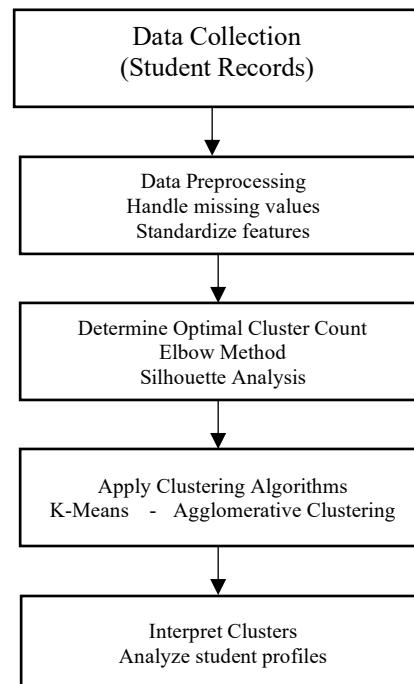 Data Collection
(Student Records)
Data Preprocessing
Handle missing values
Standardize features
Determine Optimal Cluster Count
Elbow Method
Silhouette Analysis
Apply Clustering Algorithms
K-Means - Agglomerative Clustering
Interpret Clusters
Analyze student profiles